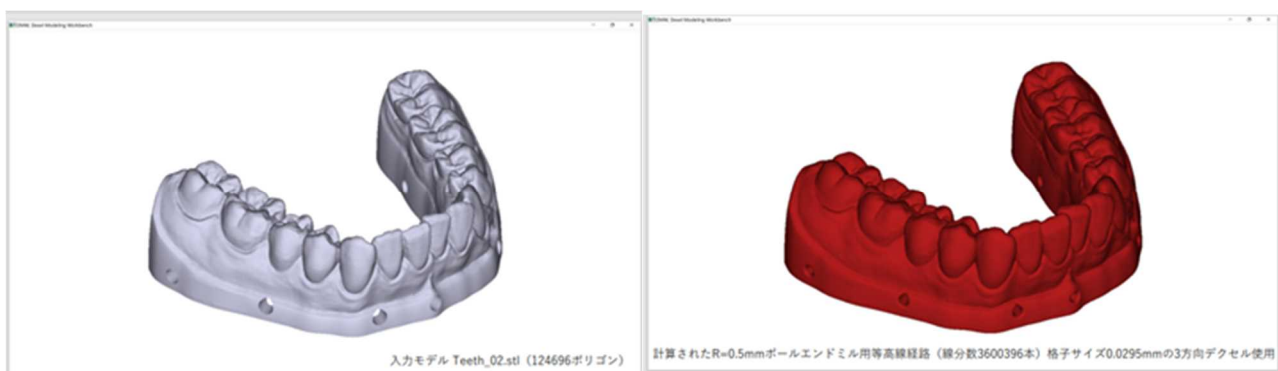 入力モデル Teeth_02.stl（124696ポリゴン）
計算されたR=0.5mmボールエンドミル用等高線経路（線分数3600396本）格子サイズ0.0295mmの3方向デクセル使用